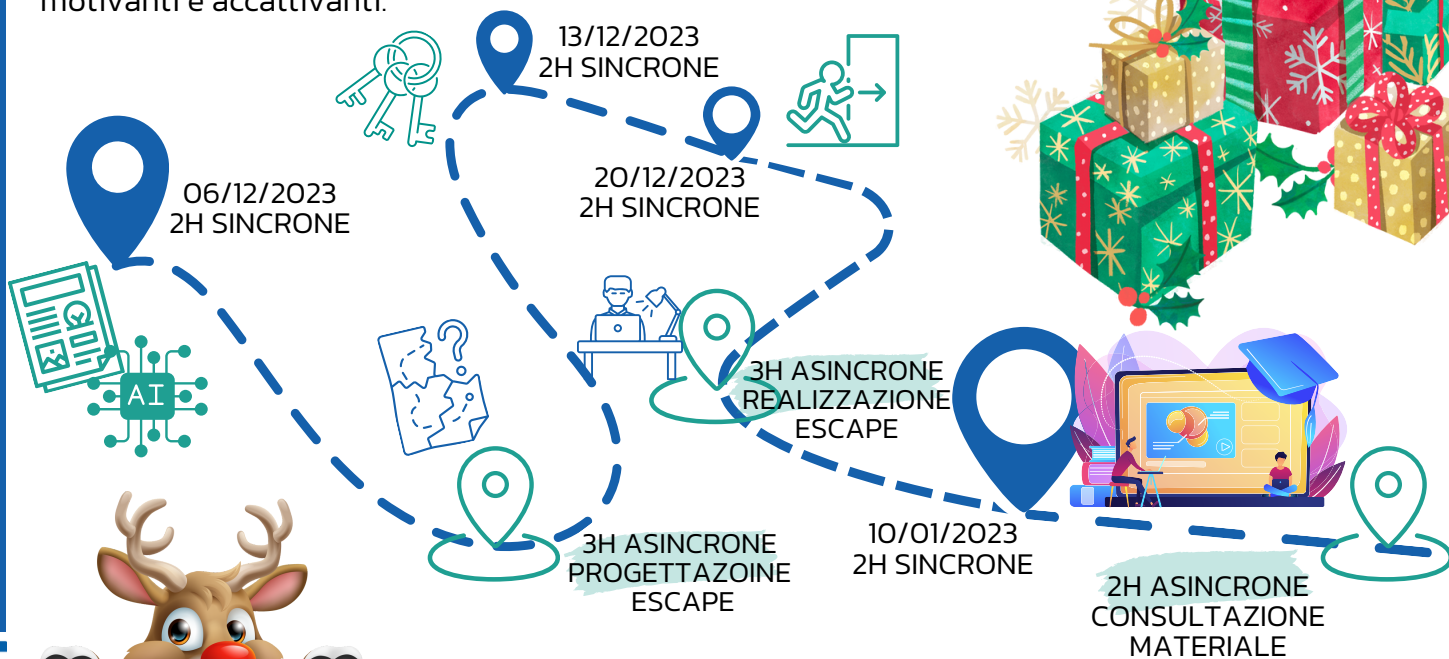 motivanti e accattivanti.
13/12/2023
2H SINCRONE
20/12/2023
2H SINCRONE
06/12/2023
2H SINCRONE
AI
3H ASINCRONE
REALIZZAZIONE
ESCAPE
3H ASINCRONE
PROGETTAZOINE
ESCAPE
10/01/2023
2H SINCRONE
2H ASINCRONE
CONSULTAZIONE
MATERIALE